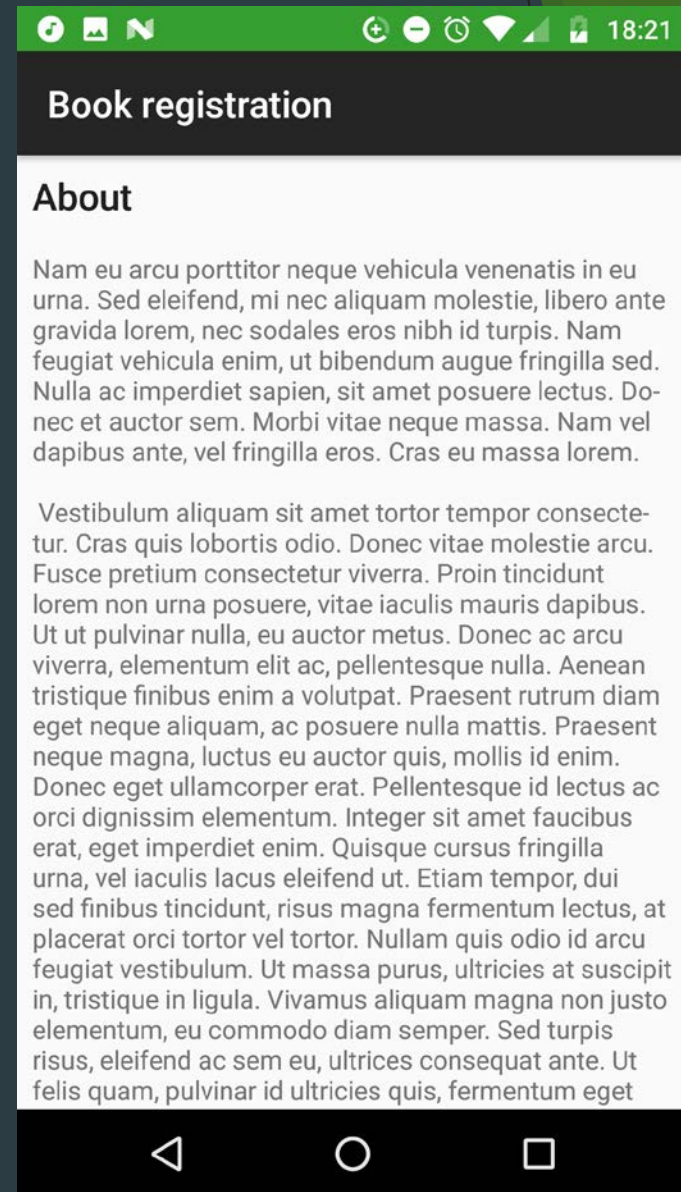 18:21
Book registration
About
Nam eu arcu porttitor neque vehicula venenatis in eu
urna. Sed eleifend, mi nec aliquam molestie, libero ante
gravida lorem, nec sodales eros nibh id turpis. Nam
feugiat vehicula enim, ut bibendum augue fringilla sed.
Nulla ac imperdiet sapien, sit amet posuere lectus. Do-
nec et auctor sem. Morbi vitae neque massa. Nam vel
dapibus ante, vel fringilla eros. Cras eu massa lorem.
Vestibulum aliquam sit amet tortor tempor consecte-
tur. Cras quis lobortis odio. Donec vitae molestie arcu.
Fusce pretium consectetur viverra. Proin tincidunt
lorem non urna posuere, vitae iaculis mauris dapibus.
Ut ut pulvinar nulla, eu auctor metus. Donec ac arcu
viverra, elementum elit ac, pellentesque nulla. Aenean
tristique finibus enim a volutpat. Praesent rutrum diam
eget neque aliquam, ac posuere nulla mattis. Praesent
neque magna, luctus eu auctor quis, mollis id enim.
Donec eget ullamcorper erat. Pellentesque id lectus ac
orci dignissim elementum. Integer sit amet faucibus
erat, eget imperdiet enim. Quisque cursus fringilla
urna, vel iaculis lacus eleifend ut. Etiam tempor, dui
sed finibus tincidunt, risus magna fermentum lectus, at
placerat orci tortor vel tortor. Nullam quis odio id arcu
feugiat vestibulum. Ut massa purus, ultricies at suscipit
in, tristique in ligula. Vivamus aliquam magna non justo
elementum, eu commodo diam semper. Sed turpis
risus, eleifend ac sem eu, ultrices consequat ante. Ut
felis quam, pulvinar id ultricies quis, fermentum eget